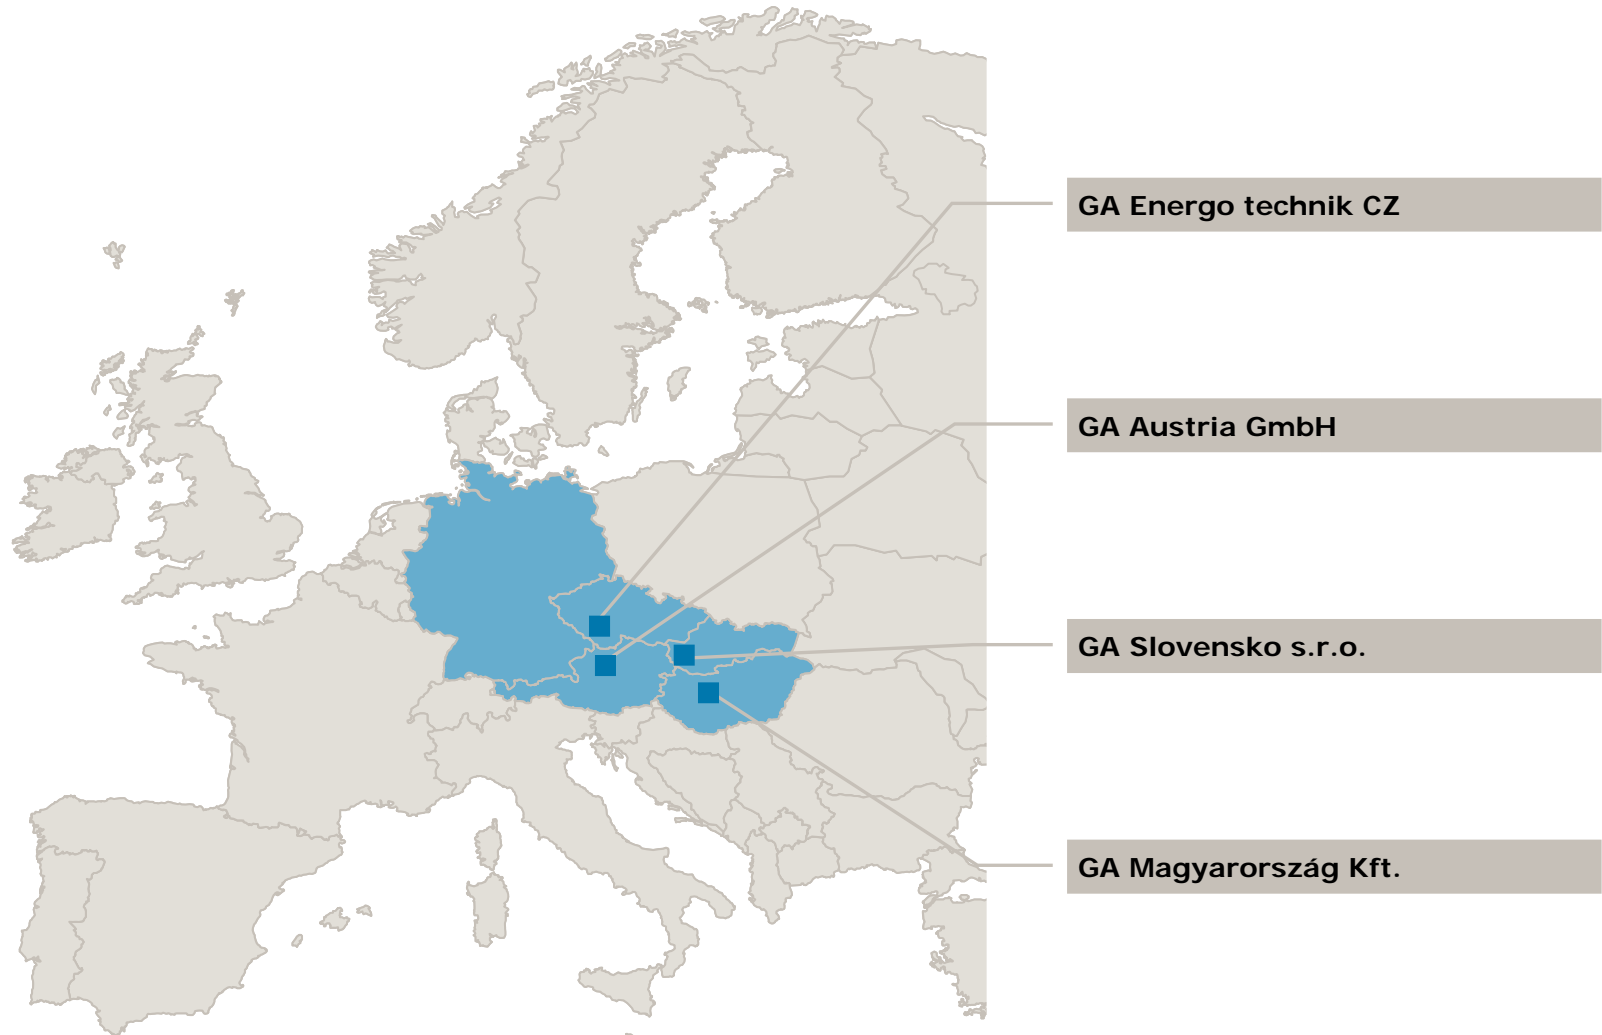 GA Energo technik CZ
GA Austria GmbH
GA Slovensko s.r.o.
GA Magyarország Kft.